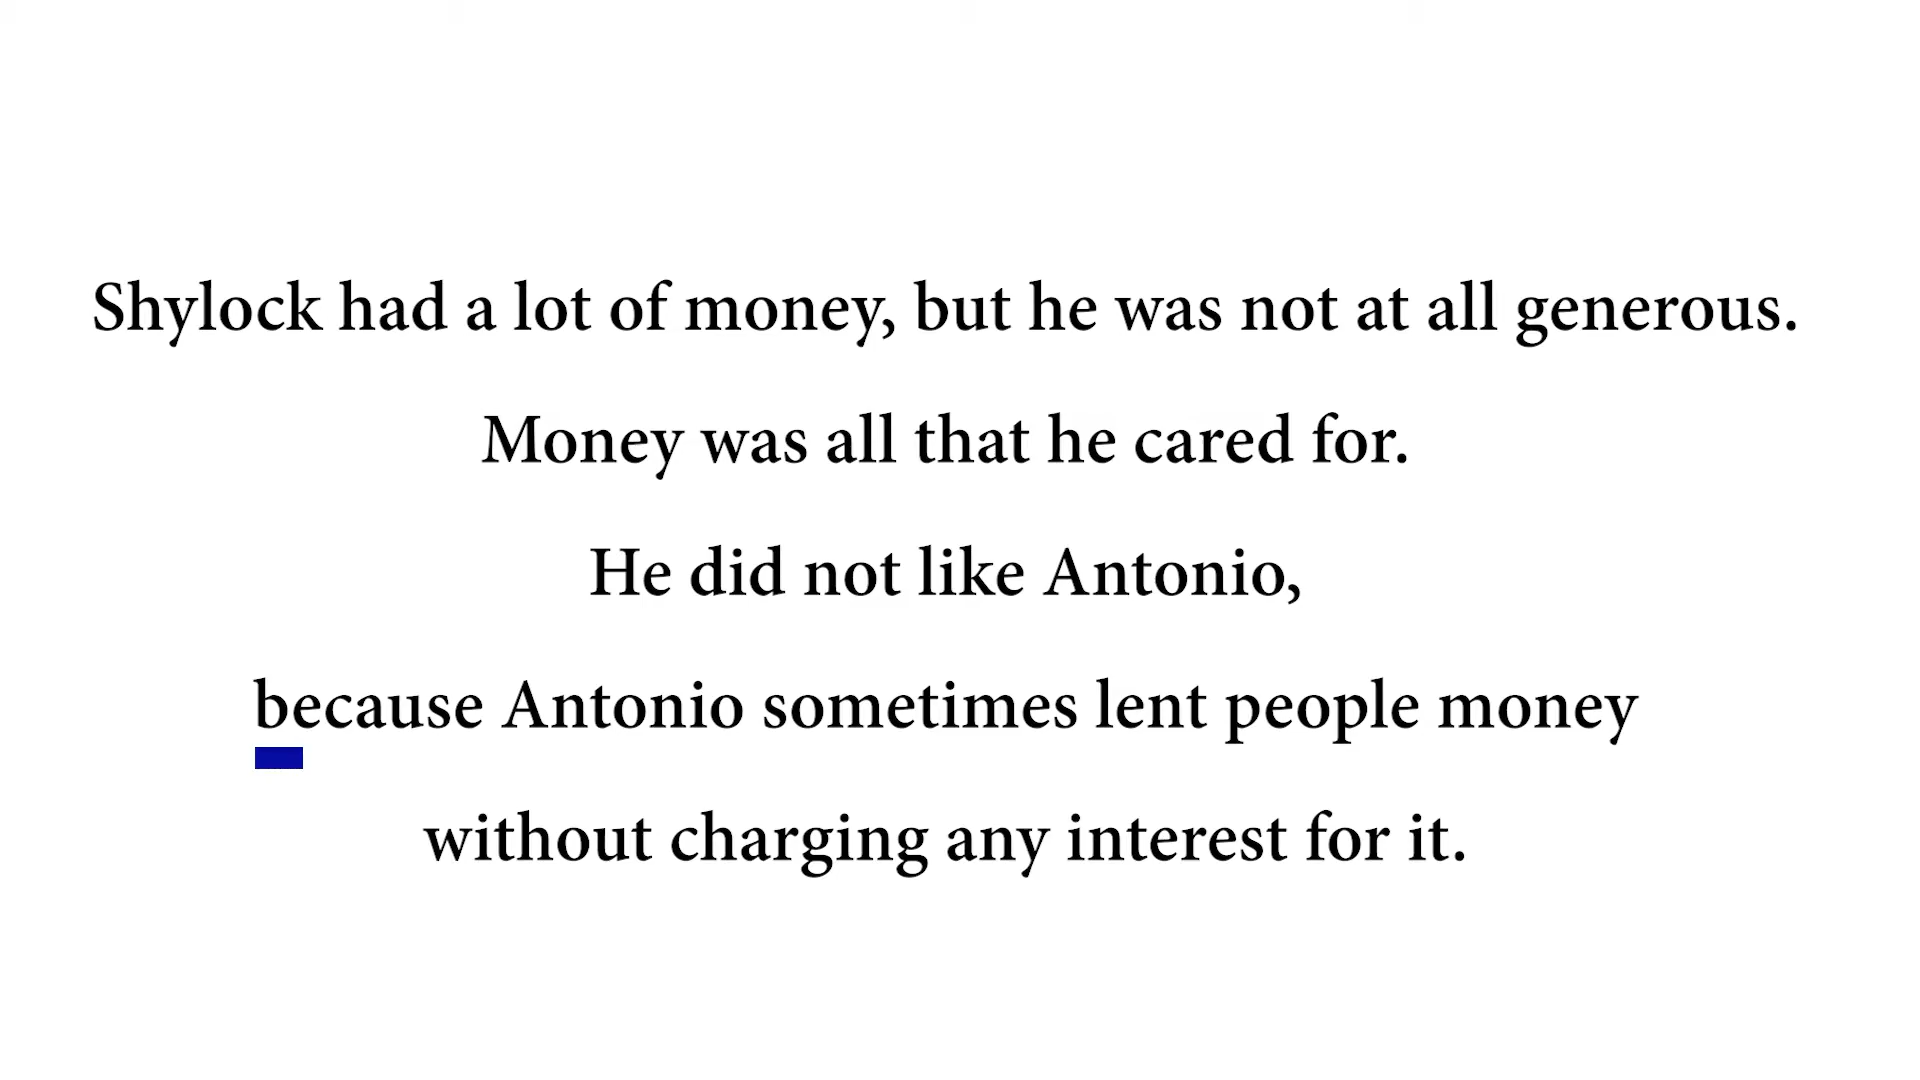 Shylock had a lot of money, but he was not at all generous.
Money was all that he cared for.
He did not like Antonio,
because Antonio sometimes lent people money
without charging any interest for it.